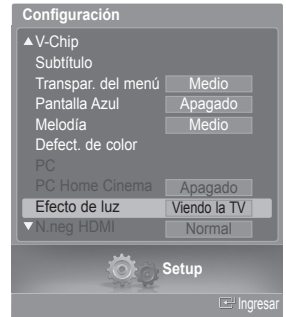 Configuración
▲V-Chip
Subtítulo
Transpar. del menú Medio
Pantalla Azul Apagado
Melodía Medio
Defect. de color
PC
PC Home Cinema Apagado
Efecto de luz Viendo la TV
▼N.neg HDMI Normal
Setup
Ingresar